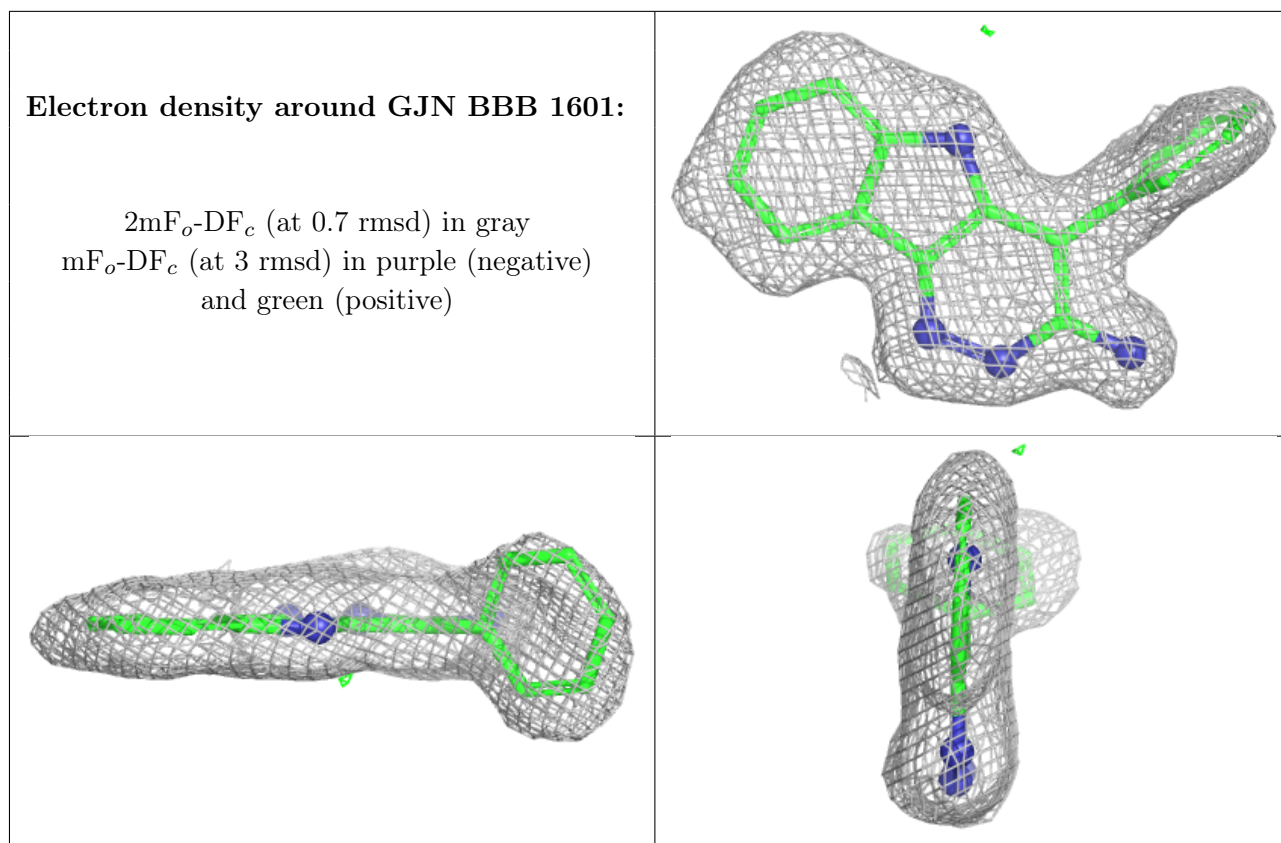 Electron density around GJN BBB 1601:
2mFo-DFc (at 0.7 rmsd) in gray
mFo-DFc (at 3 rmsd) in purple (negative)
and green (positive)